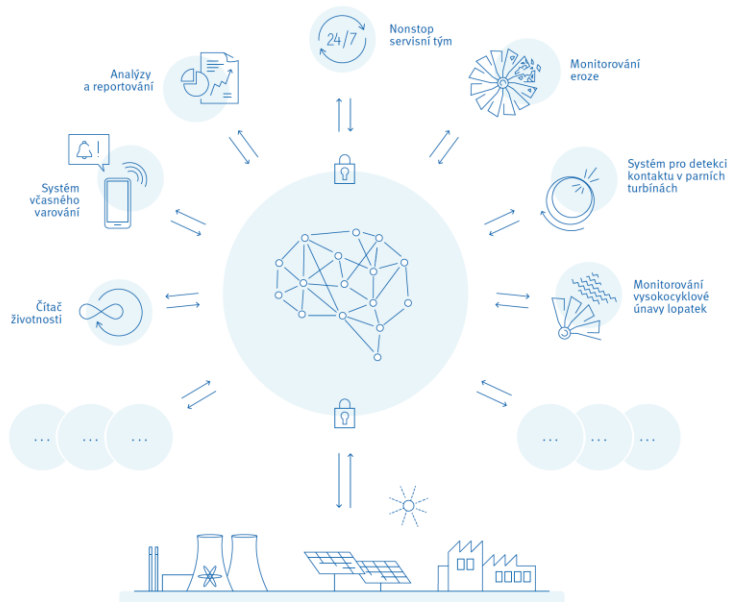 24/7
Nonstop
servisní tým
Analýzy
a reportování
Monitorování
eroze
Systém
včasného
varování
Systém pro detekci
kontaktu v parních
turbínách
Čítač
životnosti
Monitorování
vysokocyklové
únavy lopatek
... ... ...
... ... ...